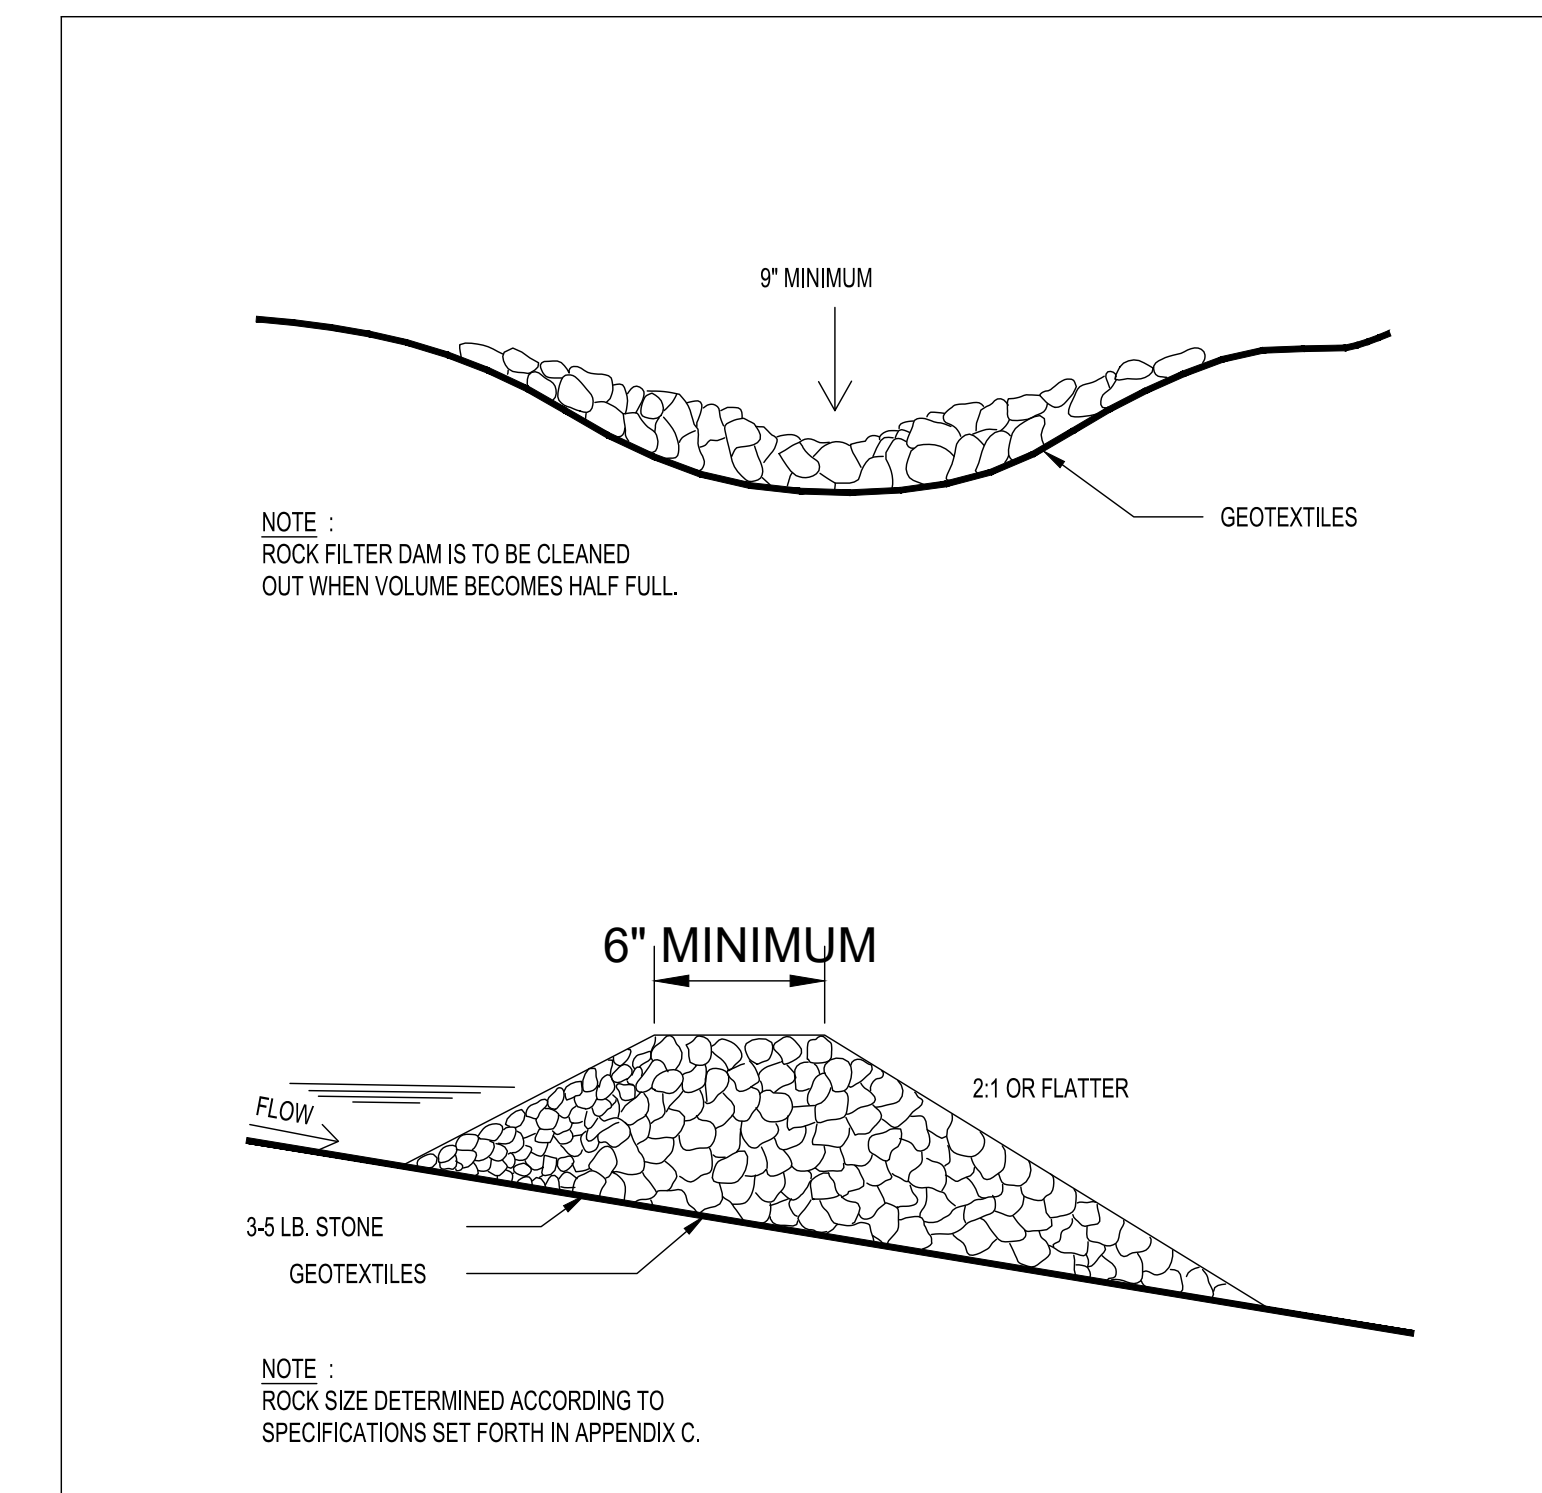 9" MINIMUM
GEOTEXTILES
NOTE :
ROCK FILTER DAM IS TO BE CLEANED
OUT WHEN VOLUME BECOMES HALF FULL.
6" MINIMUM
2:1 OR FLATTER
FLOW
3-5 LB. STONE
GEOTEXTILES
NOTE :
ROCK SIZE DETERMINED ACCORDING TO
SPECIFICATIONS SET FORTH IN APPENDIX C.